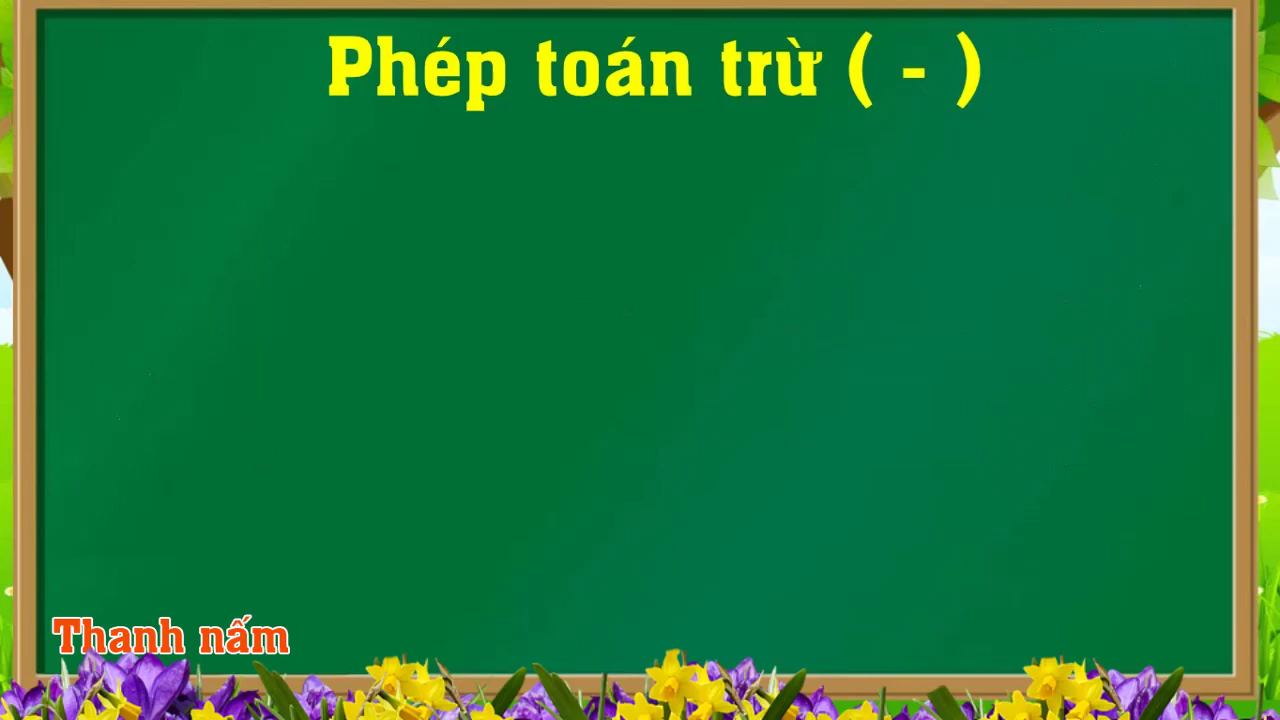 Phép toán trừ ( - )
Thanh nấm